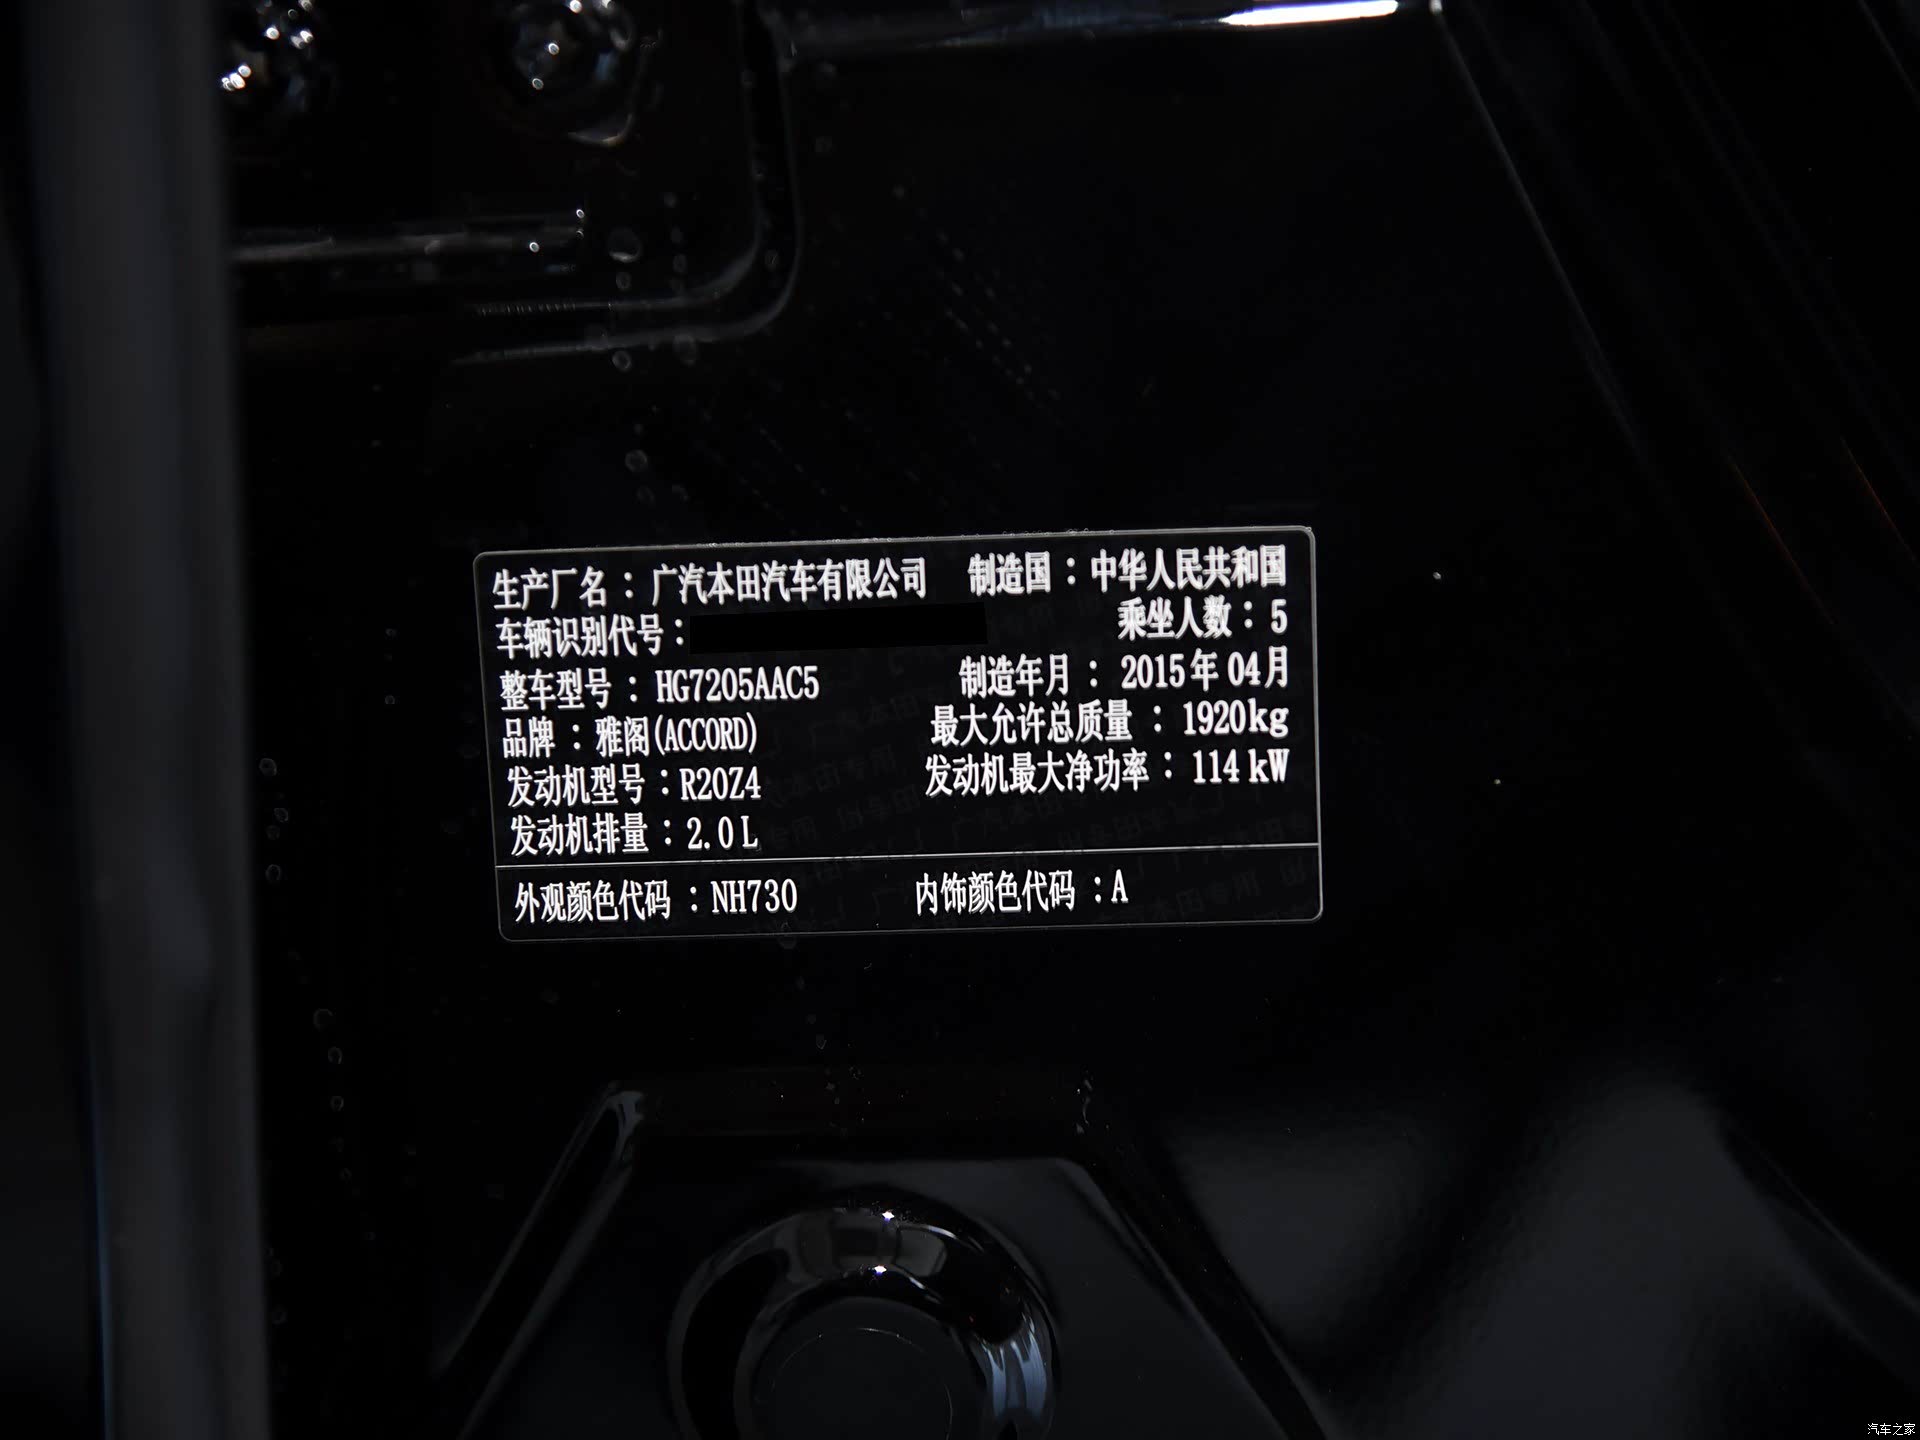 生产厂名：广汽本田汽车有限公司 制造国：中华人民共和国
车辆识别代号： 乘坐人数：5
整车型号：HG7205AAC5 制造年月：2015年04月
品牌：雅阁(ACCORD) 最大允许总质量：1920kg
发动机型号：R20Z4 发动机最大净功率：114kW
发动机排量：2.0L
外观颜色代码：NH730 内饰颜色代码：A
汽车之家